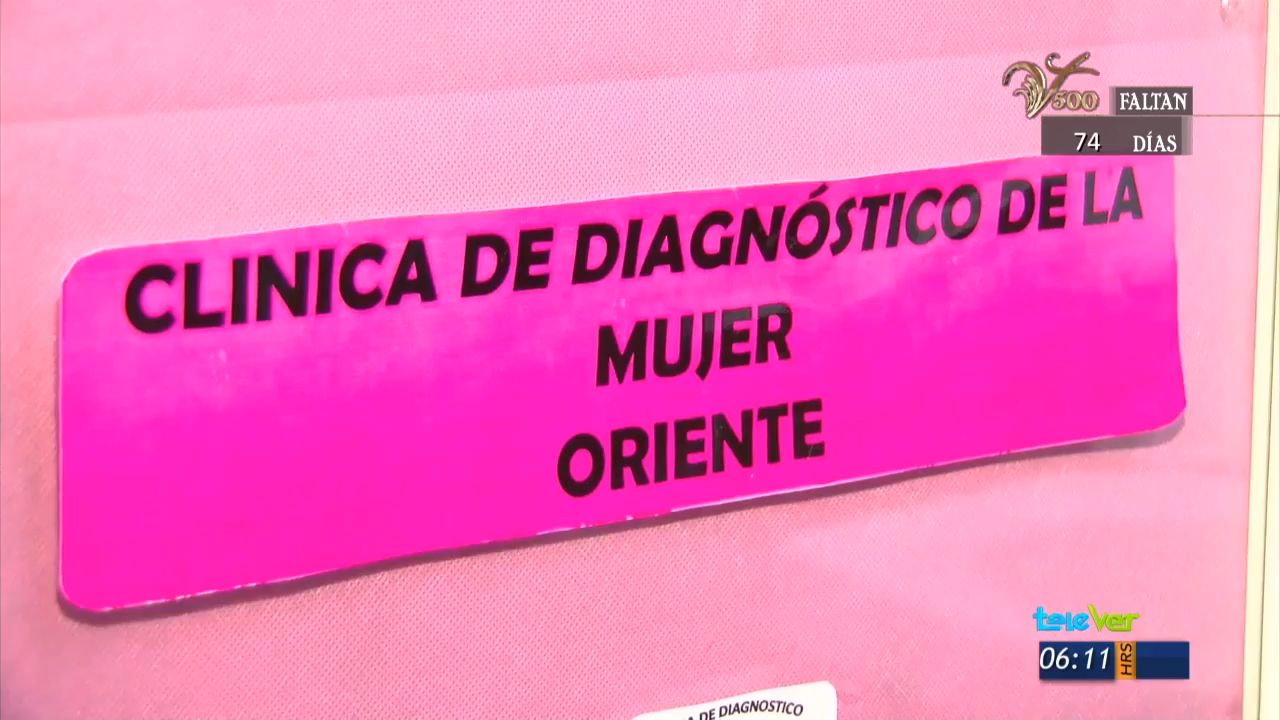 500 FALTAN
74 DÍAS
CLINICA DE DIAGNÓSTICO DE LA
MUJER
ORIENTE
teleVer
06:11 HRS
DE DIAGNOSTICO